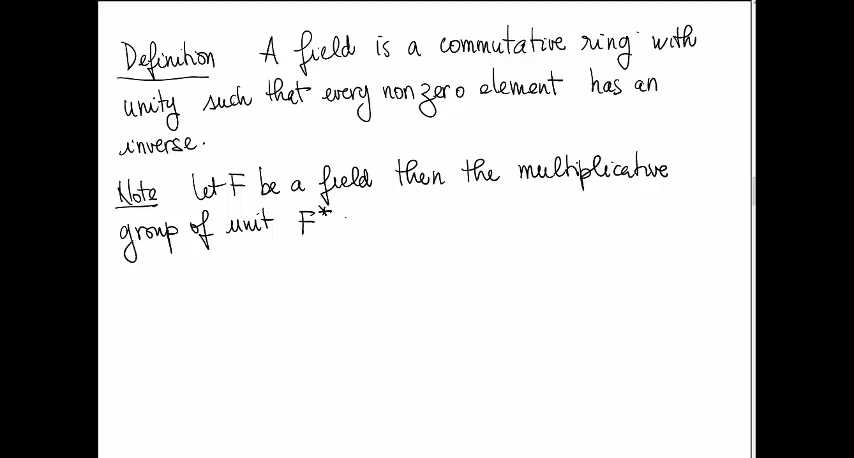 Definition A field is a commutative ring with
unity such that every nonzero element has an
inverse.
Note let F be a field then the multiplicative
group of unit F*